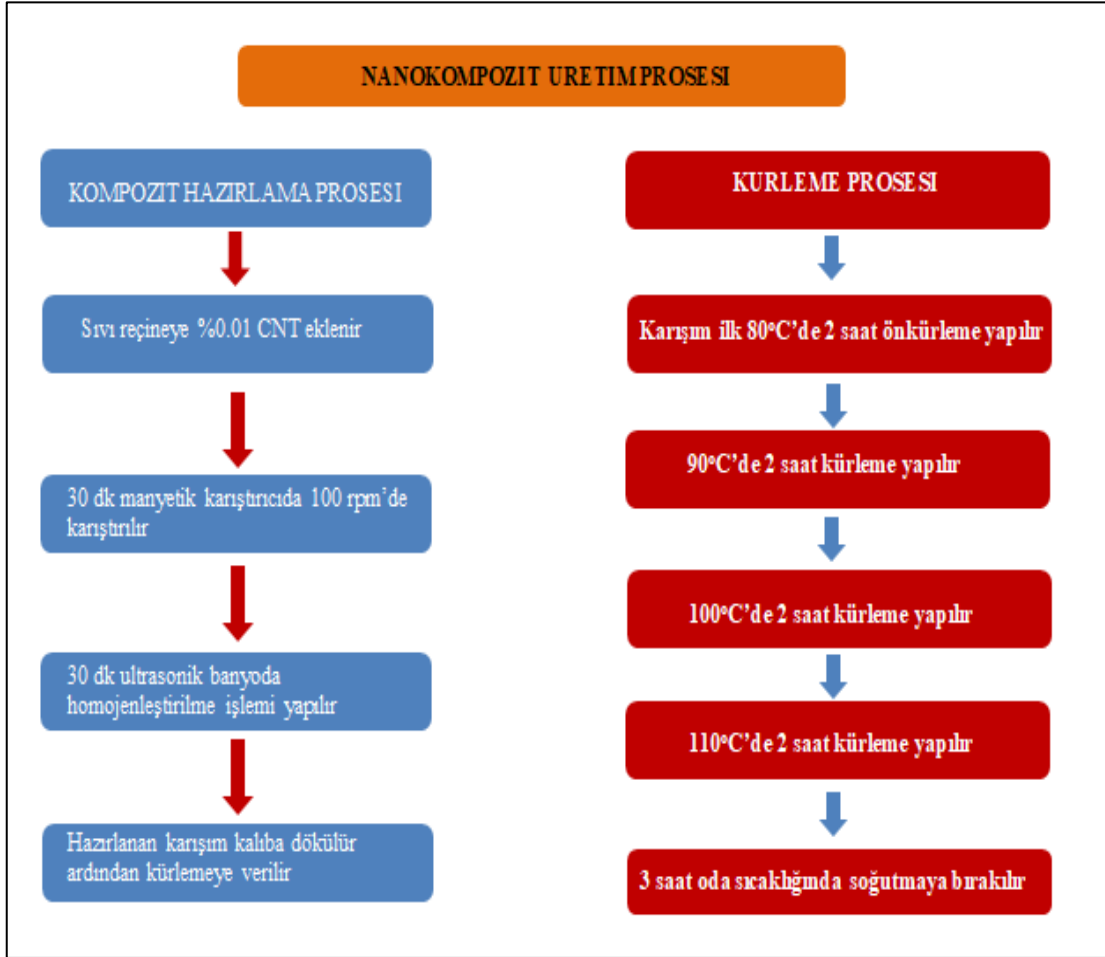 NANOKOMPOZIT URETIM PROSESI
KOMPOZIT HAZIRLAMA PROSESI
Sıvı reçineye %0.01 CNT eklenir
30 dk manyetik karıştırıcıda 100 rpm’de
karıştırılır
30 dk ultrasonik banyoda
homojenleştirilme işlemi yapılır
Hazırlanan karışım kalıba dökülür
ardından kürlemeye verilir
KURLEME PROSESI
Karışım ilk 80°C’de 2 saat önkürleme yapılır
90°C’de 2 saat kürleme yapılır
100°C’de 2 saat kürleme yapılır
110°C’de 2 saat kürleme yapılır
3 saat oda sıcaklığında soğutmaya bırakılır